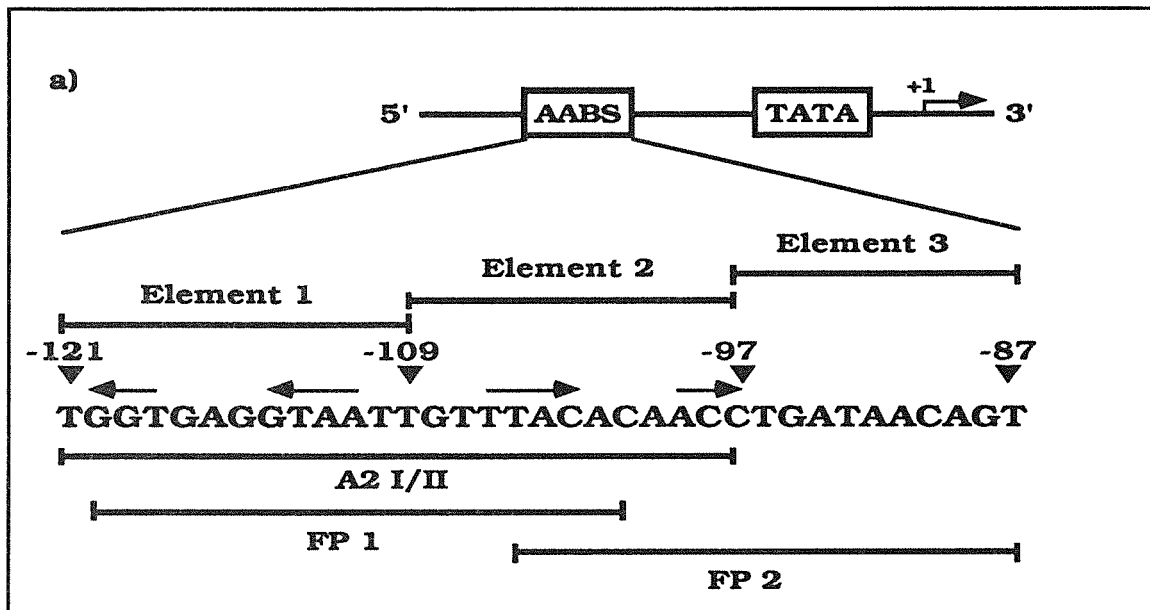 a)
5' AABS TATA +1 3'
Element 3
Element 2
Element 1
-121 -109 -97 -87
TGGTGAGGTAATTGTTTACACAACCTGATAACAGT
A2 I/II
FP 1
FP 2